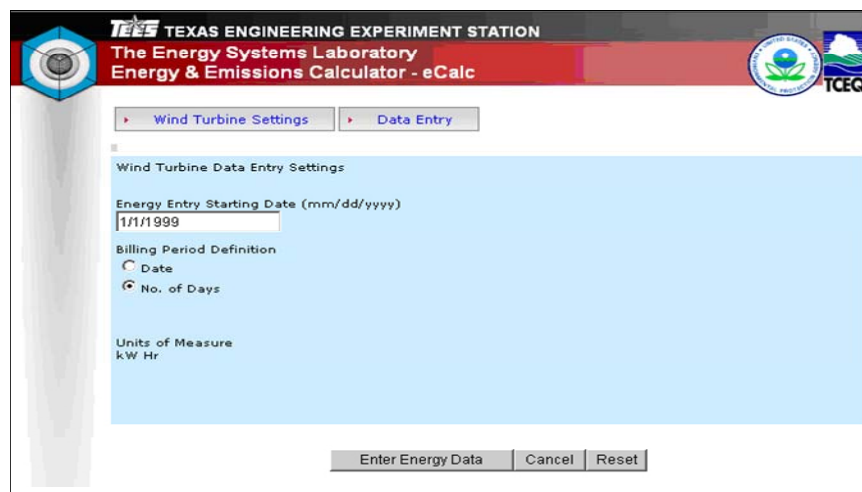 TEES TEXAS ENGINEERING EXPERIMENT STATION
The Energy Systems Laboratory
Energy & Emissions Calculator - eCalc
TCEQ
Wind Turbine Settings
Data Entry
Wind Turbine Data Entry Settings
Energy Entry Starting Date (mm/dd/yyyy)
1/1/1999
Billing Period Definition
Date
No. of Days
Units of Measure
kW Hr
Enter Energy Data
Cancel
Reset